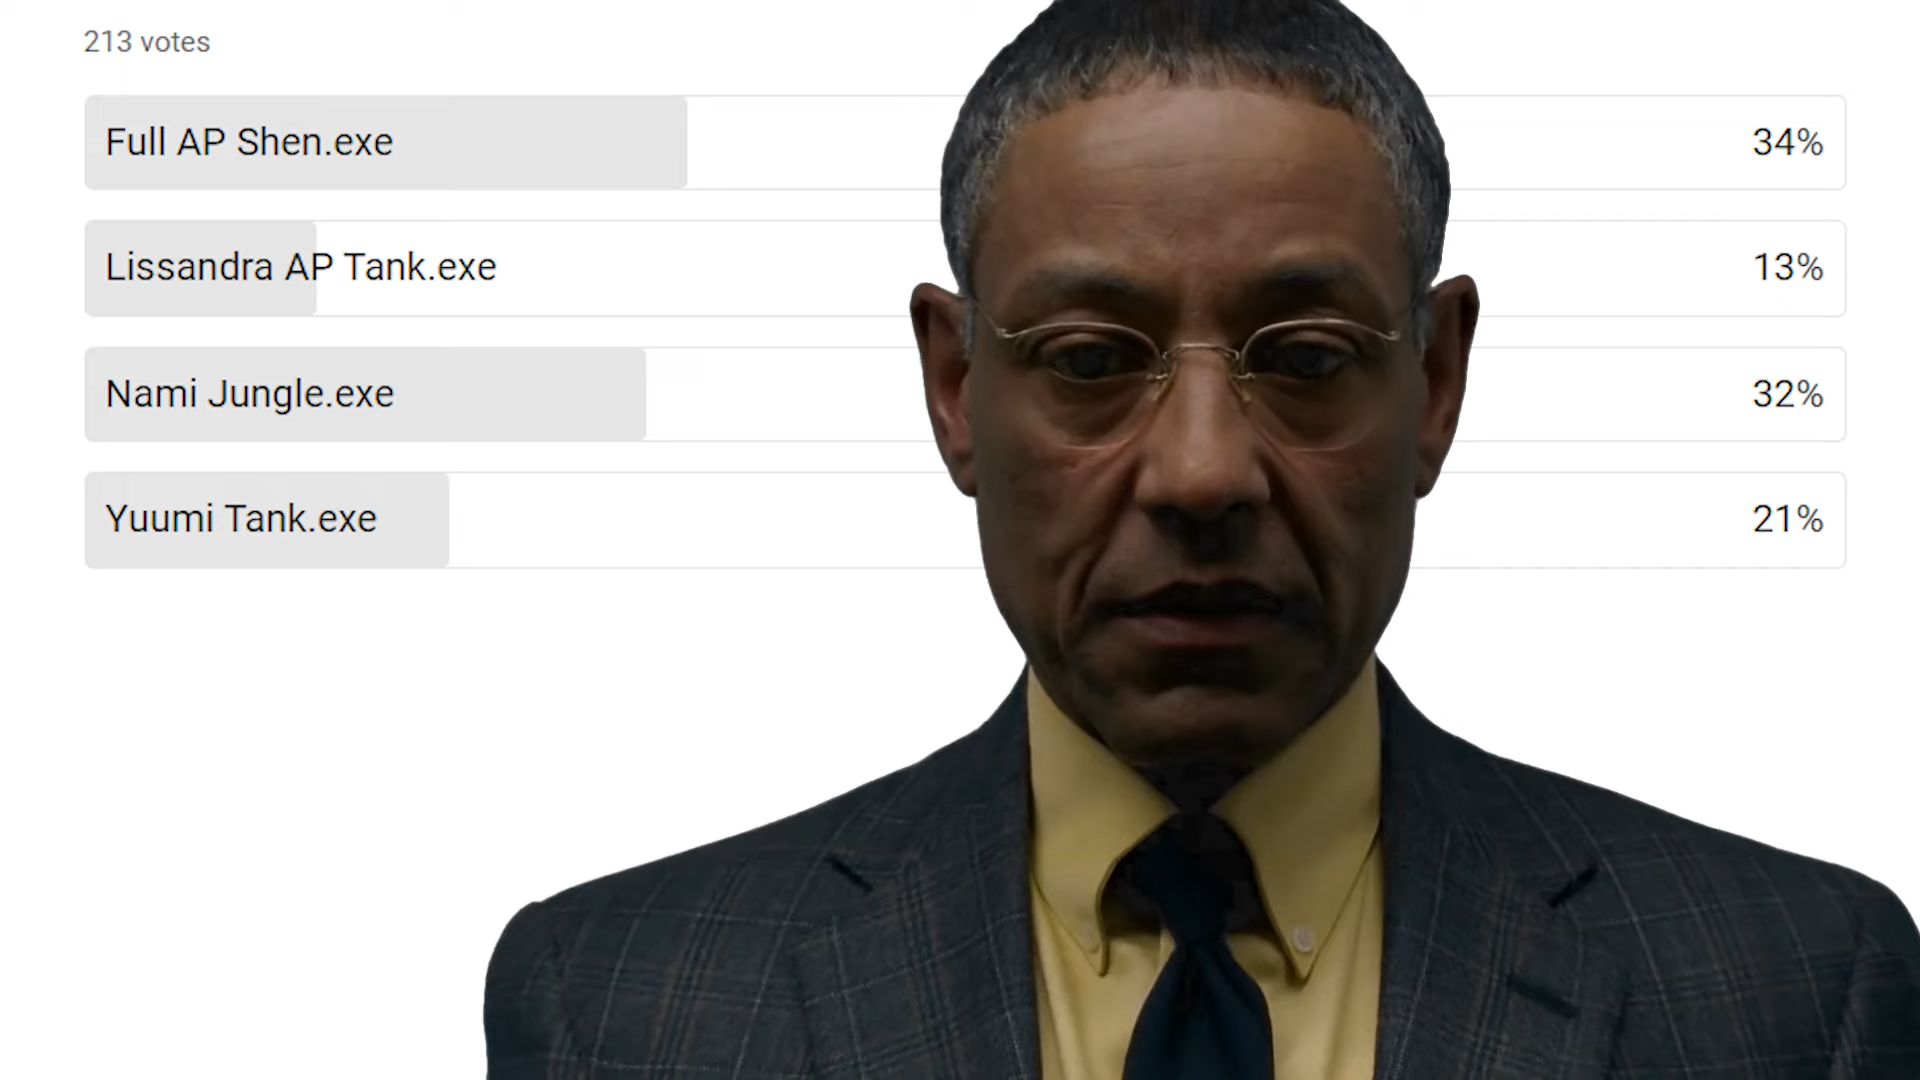 213 votes
Full AP Shen.exe 34%
Lissandra AP Tank.exe 13%
Nami Jungle.exe 32%
Yuumi Tank.exe 21%